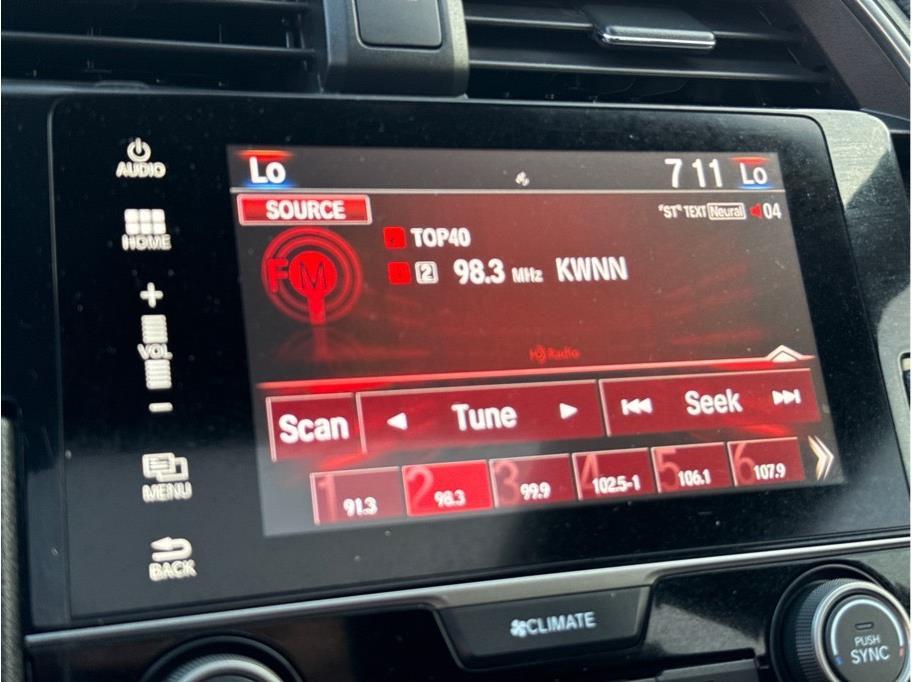 AUDIO
HOME
+
VOL
−
MENU
BACK
Lo
7 11 Lo
SOURCE
"ST" TEXT Neural 04
FM
TOP40
2 98.3 MHz KWNN
HD Radio
Scan
Tune
Seek
1 91.3
2 98.3
3 99.9
4 102.5-1
5 106.1
6 107.9
CLIMATE
PUSH
SYNC